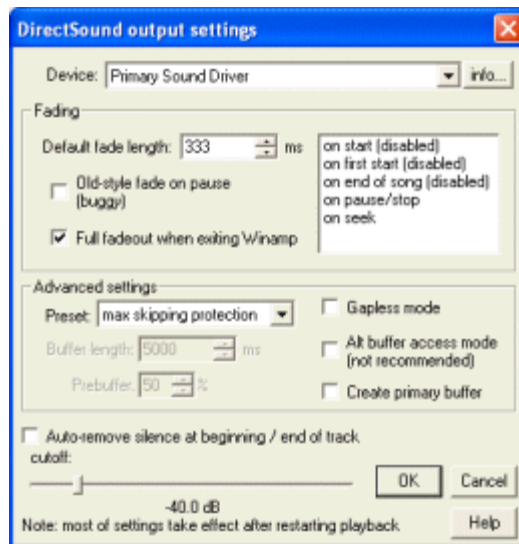 DirectSound output settings
Device: Primary Sound Driver info...
Fading
Default fade length: 333 ms
Old-style fade on pause
(buggy)
Full fadeout when exiting Winamp
on start (disabled)
on first start (disabled)
on end of song (disabled)
on pause/stop
on seek
Advanced settings
Preset: max skipping protection
Buffer length: 5000 ms
Prebuffer: 50 %
Gapless mode
Alt buffer access mode
(not recommended)
Create primary buffer
Auto-remove silence at beginning / end of track
cutoff:
-40.0 dB
OK Cancel
Note: most of settings take effect after restarting playback
Help